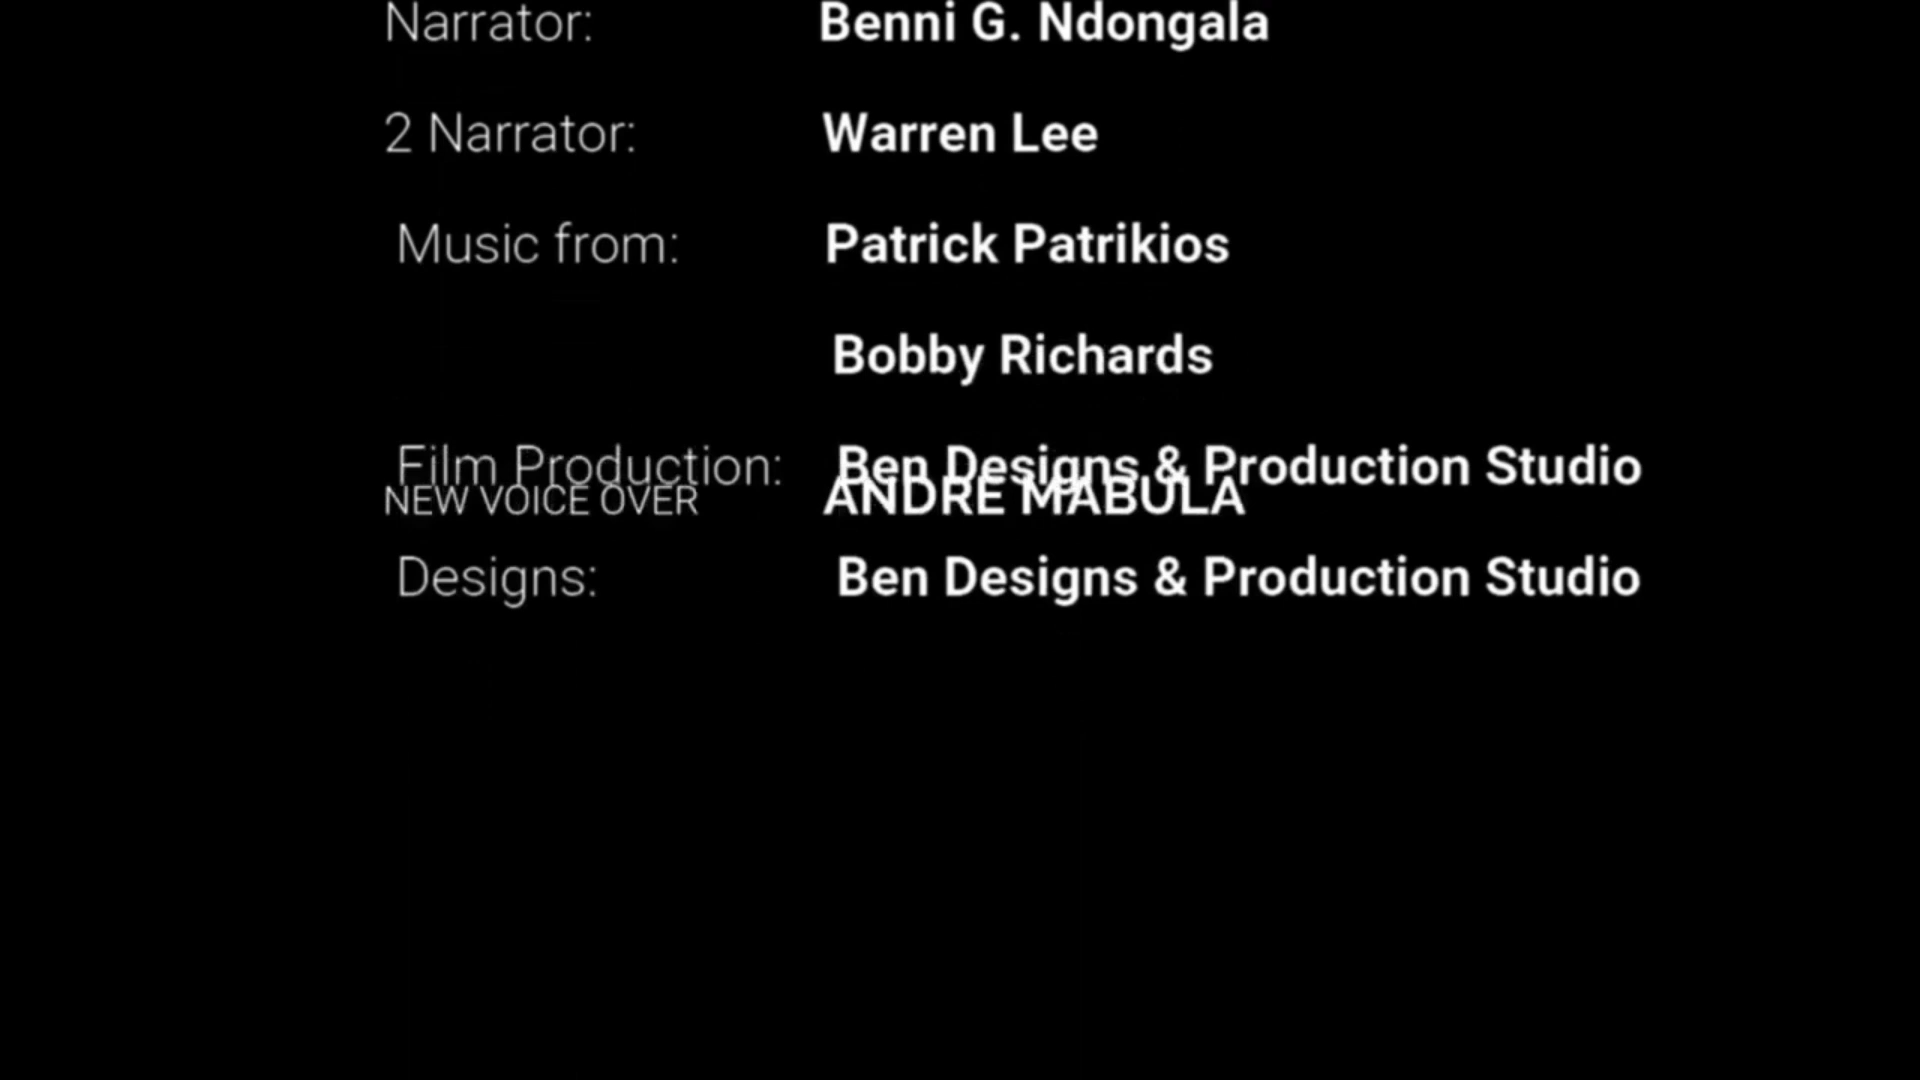 Narrator: Benni G. Ndongala
2 Narrator: Warren Lee
Music from: Patrick Patrikios
Bobby Richards
Film Production: Ben Designs & Production Studio
NEW VOICE OVER ANDRE MABULA
Designs: Ben Designs & Production Studio